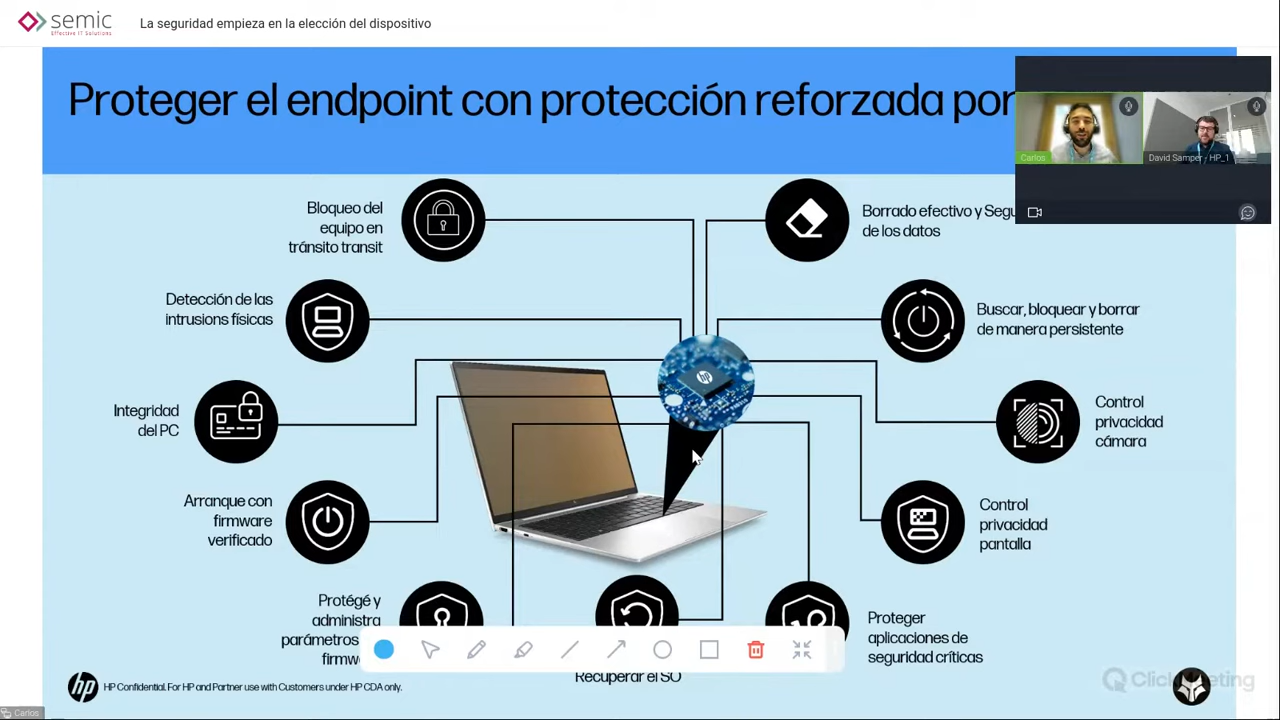 semic
Effective IT Solutions
La seguridad empieza en la elección del dispositivo
Proteger el endpoint con protección reforzada por
Carlos
David Samper - HP_1
Bloqueo del
equipo en
tránsito transit
Borrado efectivo y Segu
de los datos
Detección de las
intrusions físicas
Buscar, bloquear y borrar
de manera persistente
hp
Integridad
del PC
Control
privacidad
cámara
Arranque con
firmware
verificado
Control
privacidad
pantalla
Protégé y
administra
parámetros
firmw
Recuperar el SO
Proteger
aplicaciones de
seguridad críticas
hp
HP Confidential. For HP and Partner use with Customers under HP CDA only.
ClickMeeting
Carlos